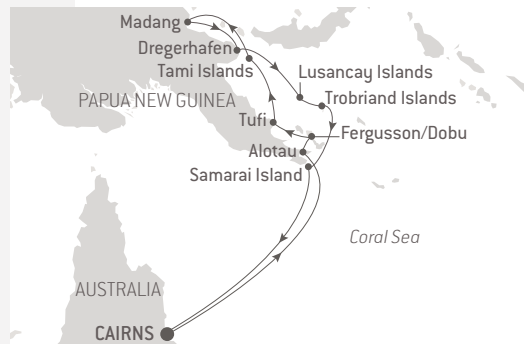 Madang
Dregerhafen
Tami Islands
Lusancay Islands
PAPUA NEW GUINEA
Trobriand Islands
Tufi
Fergusson/Dobu
Alotau
Samarai Island
Coral Sea
AUSTRALIA
CAIRNS